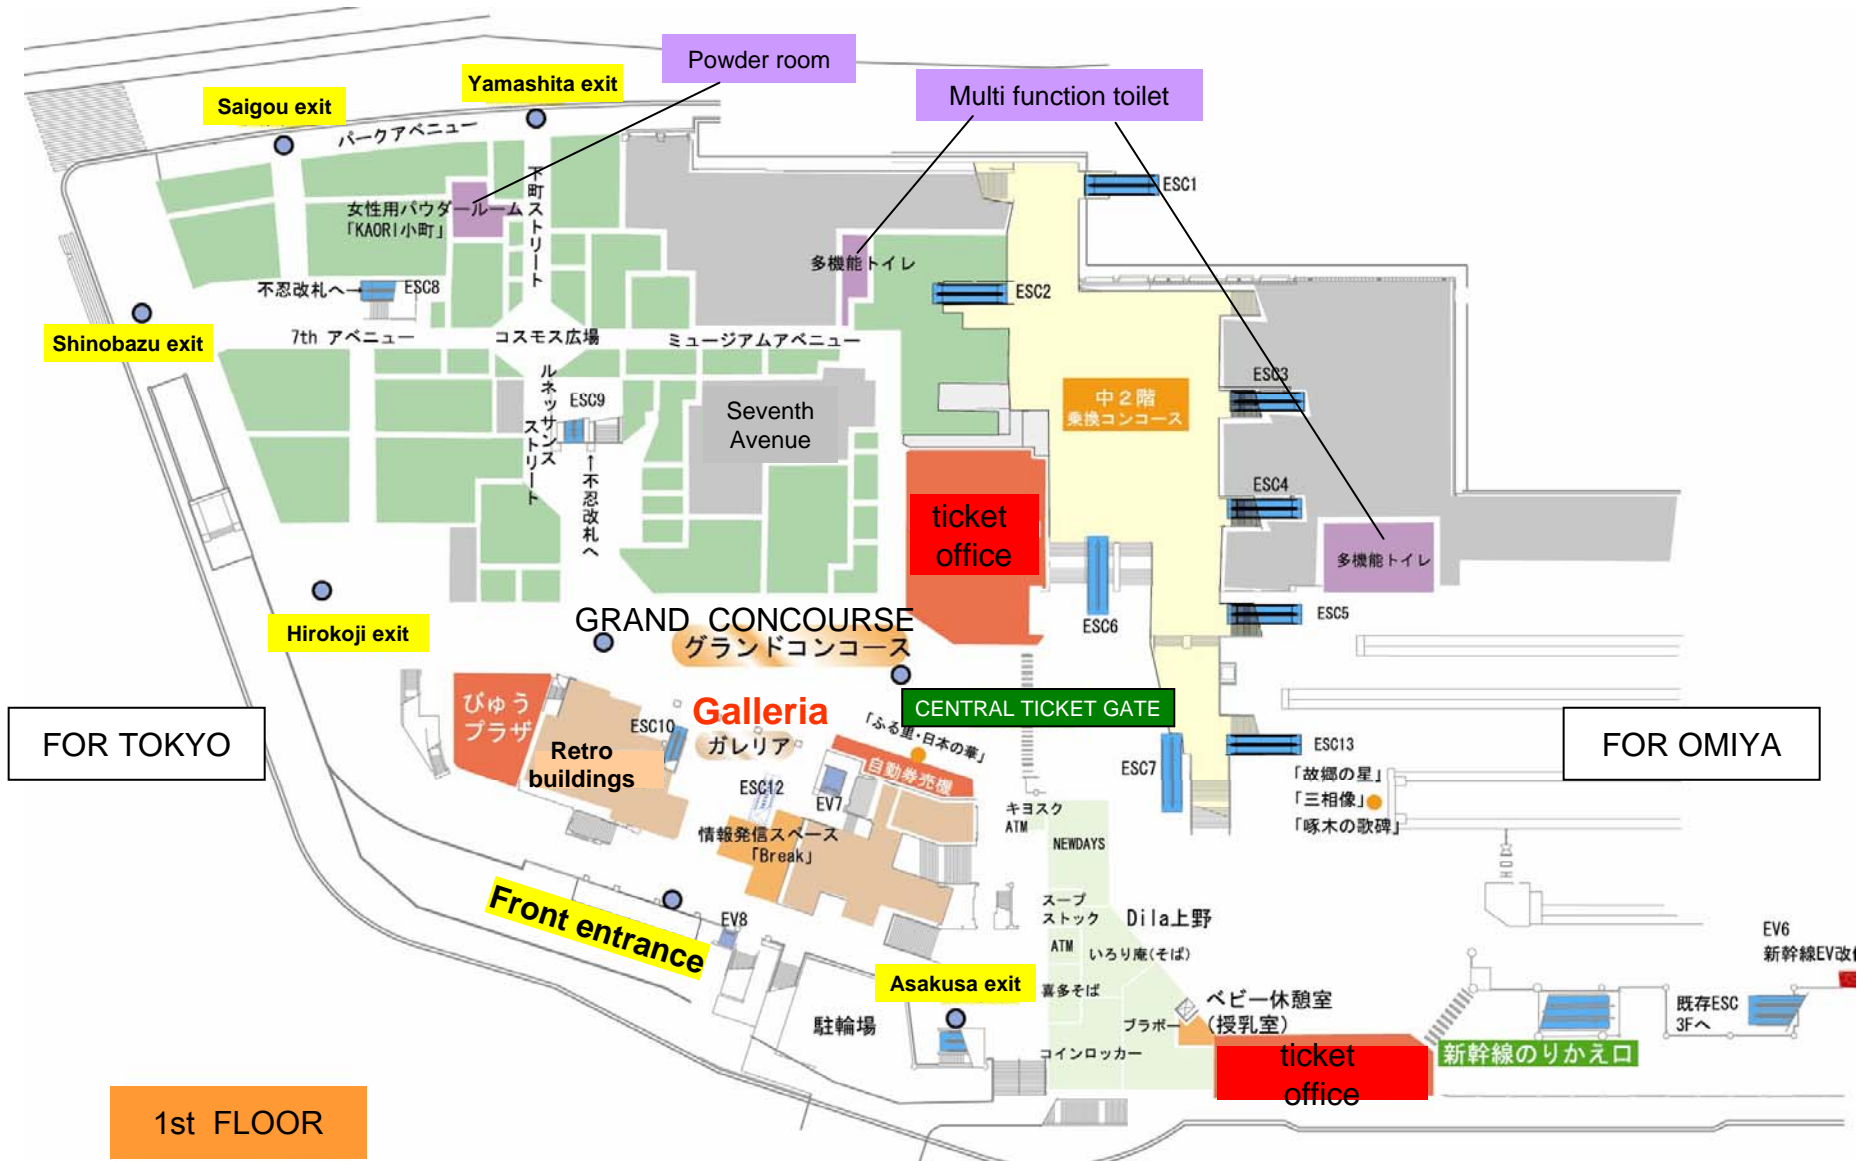 Powder room
Yamashita exit
Multi function toilet
Saigou exit
パークアベニュー
下町ストリート
ESC1
女性用パウダールーム
「KAORI小町」
多機能トイレ
不忍改札へ→
ESC8
ESC2
Shinobazu exit
7th アベニュー
コスモス広場
ミュージアムアベニュー
ESC3
ルネッサンス
ストリート
ESC9
Seventh
Avenue
中2階
乗換コンコース
←不忍改札へ
ESC4
ticket
office
多機能トイレ
ESC5
ESC6
Hirokoji exit
GRAND CONCOURSE
グランドコンコース
びゅう
プラザ
ESC10
Galleria
ガレリア
「ふる里・日本の華」
CENTRAL TICKET GATE
FOR TOKYO
FOR OMIYA
Retro
buildings
自動券売機
ESC13
ESC7
「故郷の星」
「三相像」
「啄木の歌碑」
ESC12
EV7
キヨスク
ATM
情報発信スペース
「Break」
NEWDAYS
Front entrance
EV8
スープ
ストック
Dila上野
ATM
いろり庵(そば)
EV6
新幹線EV改
Asakusa exit
喜多そば
ベビー休憩室
(授乳室)
ブラボー
既存ESC
3Fへ
駐輪場
コインロッカー
ticket
office
新幹線のりかえ口
1st FLOOR